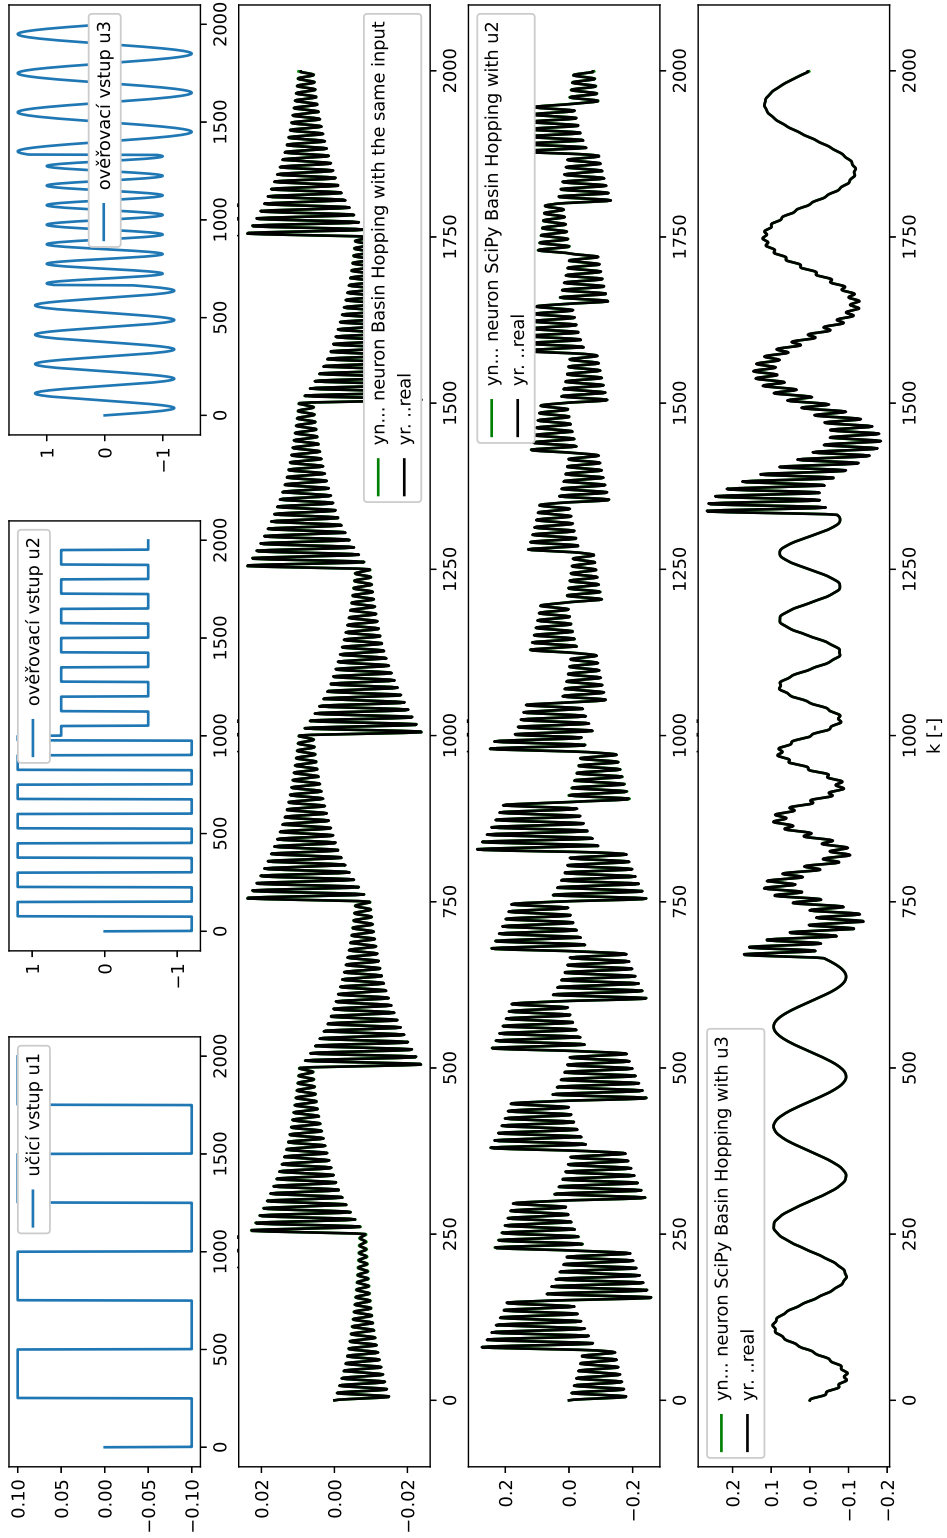 učicí vstup u1
0.10
0.05
0.00
−0.05
−0.10
0 500 1000 1500 2000
ověřovací vstup u2
1
0
−1
0 500 1000 1500 2000
ověřovací vstup u3
1
0
−1
0 500 1000 1500 2000
0.02
0.00
−0.02
yn... neuron Basin Hopping with the same input
yr. ..real
0 250 500 750 1000 1250 1500 1750 2000
yn... neuron SciPy Basin Hopping with u2
yr. ..real
0.2
0.0
−0.2
0 250 500 750 1000 1250 1500 1750 2000
yn... neuron SciPy Basin Hopping with u3
yr. ..real
0.2
0.1
0.0
−0.1
−0.2
0 250 500 750 1000 1250 1500 1750 2000
k [-]